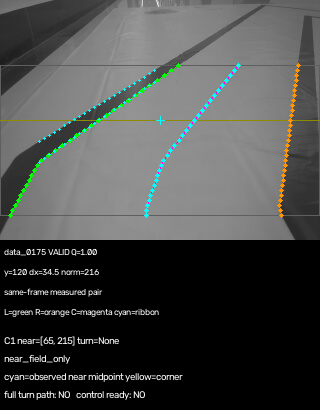 data_0175 VALID Q=1.00
y=120 dx=34.5 norm=216
same-frame measured pair
L=green R=orange C=magenta cyan=ribbon
C1 near=[65, 215] turn=None
near_field_only
cyan=observed near midpoint yellow=corner
full turn path: NO control ready: NO